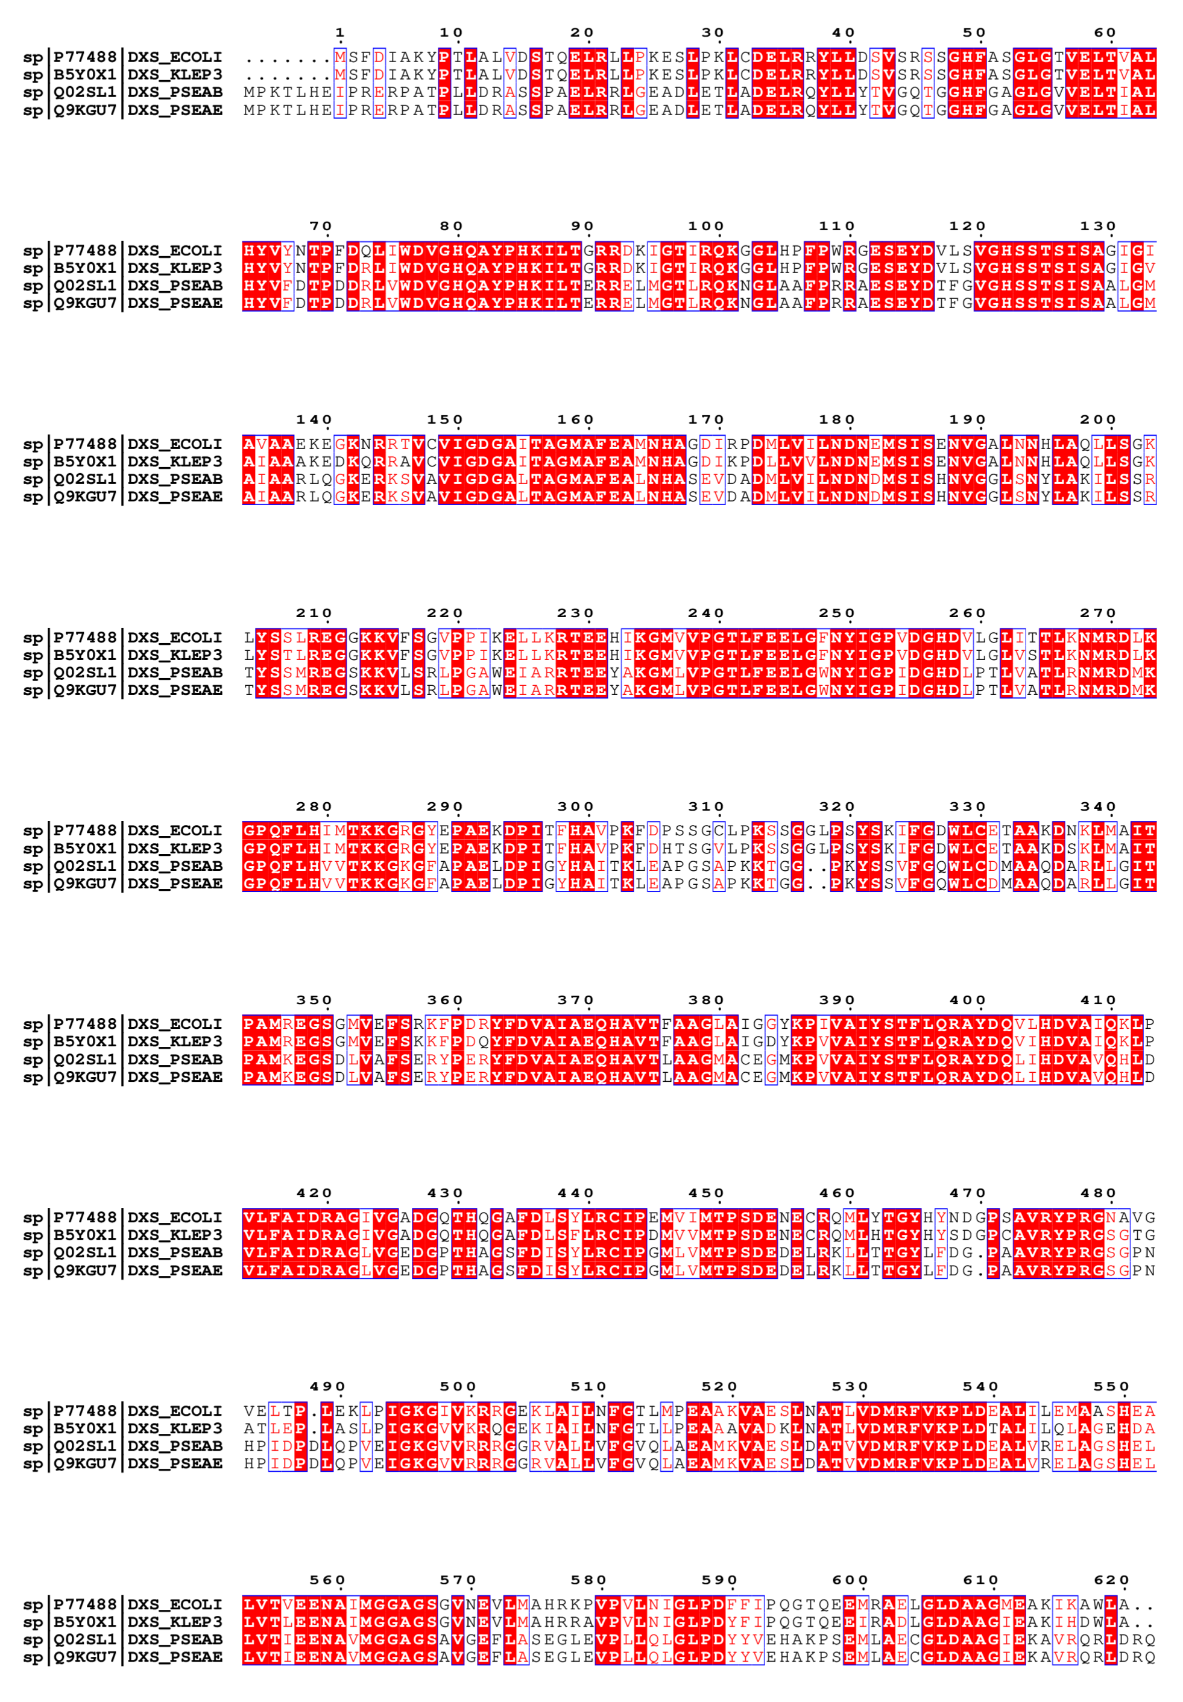 1 10 20 30 40 50 60
sp|P77488|DXS_ECOLI .......MSFDIAKYPTLALVDSTQELRLLPKESLPKLCDELRRYLLDSVSRSSGHFASGLGTVELTVAL
sp|B5Y0X1|DXS_KLEP3 .......MSFDIAKYPTLALVDSTQELRLLPKESLPKLCDELRRYLLDSVSRSSGHFASGLGTVELTVAL
sp|Q02SL1|DXS_PSEAB MPKTLHEIPRERPATPLLDRASSPAELRRLGEADLETLADELRQYLLYTVGQTGGHFGAGLGVVELTIAL
sp|Q9KGU7|DXS_PSEAE MPKTLHEIPRERPATPLLDRASSPAELRRLGEADLETLADELRQYLLYTVGQTGGHFGAGLGVVELTIAL
70 80 90 100 110 120 130
sp|P77488|DXS_ECOLI HYVYNTPFDQLIWDVGHQAYPHKILTGRRDKIGTIRQKGGLHPFPWRGESEYDVLSVGHSSTSISAGIGI
sp|B5Y0X1|DXS_KLEP3 HYVYNTPFDRLIWDVGHQAYPHKILTGRRDKIGTIRQKGGLHPFPWRGESEYDVLSVGHSSTSISAGIGV
sp|Q02SL1|DXS_PSEAB HYVFDTPDDRLVWDVGHQAYPHKILTERRELMGTLRQKNGLAAFPRRAESEYDTFGVGHSSTSISAALGM
sp|Q9KGU7|DXS_PSEAE HYVFDTPDDRLVWDVGHQAYPHKILTERRELMGTLRQKNGLAAFPRRAESEYDTFGVGHSSTSISAALGM
140 150 160 170 180 190 200
sp|P77488|DXS_ECOLI AVAAEKEGKNRRTVCVIGDGAITAGMAFEAMNHAGDIRPDMLVILNDNEMSISENVGALNNHLAQLLSGK
sp|B5Y0X1|DXS_KLEP3 AIAAAKEDKQRRAVCVIGDGAITAGMAFEAMNHAGDIKPDLLVVLNDNEMSISENVGALNNHLAQLLSGK
sp|Q02SL1|DXS_PSEAB AIAARLQGKERKSVAVIGDGALTAGMAFEALNHASEVDADMLVILNDNDMSISHNVGGLSNYLAKILSSR
sp|Q9KGU7|DXS_PSEAE AIAARLQGKERKSVAVIGDGALTAGMAFEALNHASEVDADMLVILNDNDMSISHNVGGLSNYLAKILSSR
210 220 230 240 250 260 270
sp|P77488|DXS_ECOLI LYSSLREGGKKVFSGVPPIKELLKRTEEHIKGMVVPGTLFEELGFNYIGPVDGHDVLGLITTLKNMRDLK
sp|B5Y0X1|DXS_KLEP3 LYSTLREGGKKVFSGVPPIKELLKRTEEHIKGMVVPGTLFEELGFNYIGPVDGHDVLGLVSTLKNMRDLK
sp|Q02SL1|DXS_PSEAB TYSSMREGSKKVLSRLPGAWEIARRTEEYAKGMLVPGTLFEELGWNYIGPIDGHDLPTLVATLRNMRDMK
sp|Q9KGU7|DXS_PSEAE TYSSMREGSKKVLSRLPGAWEIARRTEEYAKGMLVPGTLFEELGWNYIGPIDGHDLPTLVATLRNMRDMK
280 290 300 310 320 330 340
sp|P77488|DXS_ECOLI GPQFLHIMTKKGRGYEPAEKDPITFHAVPKFDPSSGCLPKSSGGLPSYSKIFGDWLCETAAKDNKLMAIT
sp|B5Y0X1|DXS_KLEP3 GPQFLHIMTKKGRGYEPAEKDPITFHAVPKFDHTSGVLPKSSGGLPSYSKIFGDWLCETAAKDSKLMAIT
sp|Q02SL1|DXS_PSEAB GPQFLHVVTKKGKGFAPAELDPIGYHAITKLEAPGSAPKKTGG..PKYSSVFGQWLCDMAAQDARLLGIT
sp|Q9KGU7|DXS_PSEAE GPQFLHVVTKKGKGFAPAELDPIGYHAITKLEAPGSAPKKTGG..PKYSSVFGQWLCDMAAQDARLLGIT
350 360 370 380 390 400 410
sp|P77488|DXS_ECOLI PAMREGSGMVEFSRKFPDRYFDVAIAEQHAVTFAAGLAIGGYKPIVAIYSTFLQRAYDQVLHDVAIQKLP
sp|B5Y0X1|DXS_KLEP3 PAMREGSGMVEFSKKFPDQYFDVAIAEQHAVTFAAGLAIGDYKPVVAIYSTFLQRAYDQVIHDVAIQKLP
sp|Q02SL1|DXS_PSEAB PAMKEGSDLVAFSERYPERYFDVAIAEQHAVTLAAGMACEGMKPVVAIYSTFLQRAYDQLIHDVAVQHLD
sp|Q9KGU7|DXS_PSEAE PAMKEGSDLVAFSERYPERYFDVAIAEQHAVTLAAGMACEGMKPVVAIYSTFLQRAYDQLIHDVAVQHLD
420 430 440 450 460 470 480
sp|P77488|DXS_ECOLI VLFAIDRAGIVGADGQTHQGAFDLSYLRCIPEMVIMTPSDENECRQMLYTGYHYNDGPSAVRYPRGNAVG
sp|B5Y0X1|DXS_KLEP3 VLFAIDRAGIVGADGQTHQGAFDLSFLRCIPDMVVMTPSDENECRQMLHTGYHYSDGPCAVRYPRGSGTG
sp|Q02SL1|DXS_PSEAB VLFAIDRAGLVGEDGPTHAGSFDISYLRCIPGMLVMTPSDEDELRKLLTTGYLFDG.PAAVRYPRGSGPN
sp|Q9KGU7|DXS_PSEAE VLFAIDRAGLVGEDGPTHAGSFDISYLRCIPGMLVMTPSDEDELRKLLTTGYLFDG.PAAVRYPRGSGPN
490 500 510 520 530 540 550
sp|P77488|DXS_ECOLI VELTP.LEKLPIGKGIVKRRGEKLAILNFGTLMPEAAKVAESLNATLVDMRFVKPLDEALILEMAASHEA
sp|B5Y0X1|DXS_KLEP3 ATLEP.LASLPIGKGVVKRQGEKIAILNFGTLLPEAAAVADKLNATLVDMRFVKPLDTALILQLAGEHDA
sp|Q02SL1|DXS_PSEAB HPIDPDLQPVEIGKGVVRRRGGRVALLVFGVQLAEAMKVAESLDATVVDMRFVKPLDEALVRELAGSHEL
sp|Q9KGU7|DXS_PSEAE HPIDPDLQPVEIGKGVVRRRGGRVALLVFGVQLAEAMKVAESLDATVVDMRFVKPLDEALVRELAGSHEL
560 570 580 590 600 610 620
sp|P77488|DXS_ECOLI LVTVEENAIMGGAGSGVNEVLMAHRKPVPVLNIGLPDFFIPQGTQEEMRAELGLDAAGMEAKIKAWLA..
sp|B5Y0X1|DXS_KLEP3 LVTLEENAIMGGAGSGVNEVLMAHRRAVPVLNIGLPDYFIPQGTQEEIRADLGLDAAGIEAKIHDWLA..
sp|Q02SL1|DXS_PSEAB LVTIEENAVMGGAGSAVGEFLASEGLEVPLLQLGLPDYYVEHAKPSEMLAECGLDAAGIEKAVRQRLDRQ
sp|Q9KGU7|DXS_PSEAE LVTIEENAVMGGAGSAVGEFLASEGLEVPLLQLGLPDYYVEHAKPSEMLAECGLDAAGIEKAVRQRLDRQ